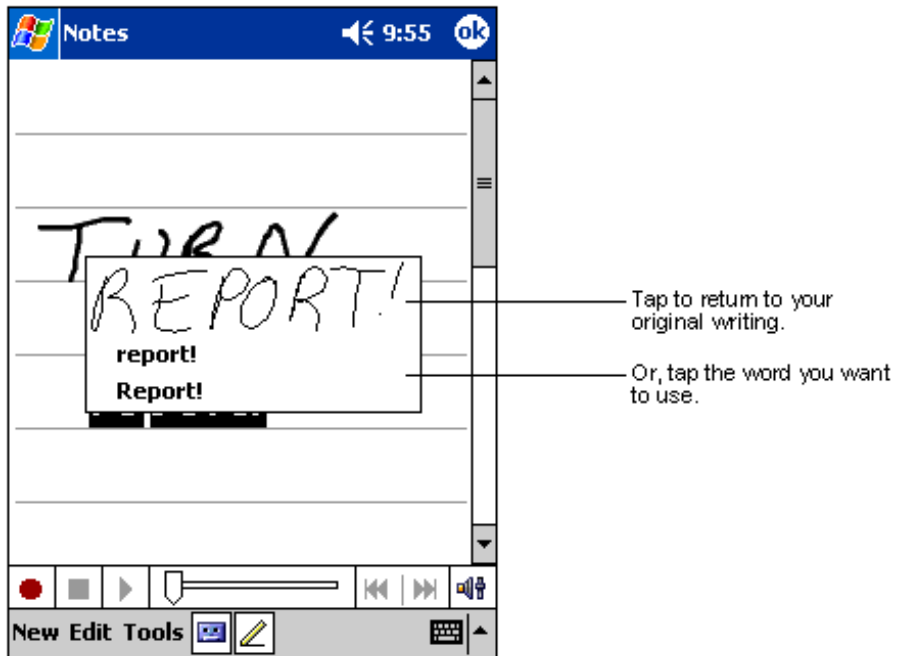 Notes 9:55 ok
TURN
REPORT!
report!
Report!
Tap to return to your
original writing.
Or, tap the word you want
to use.
New Edit Tools